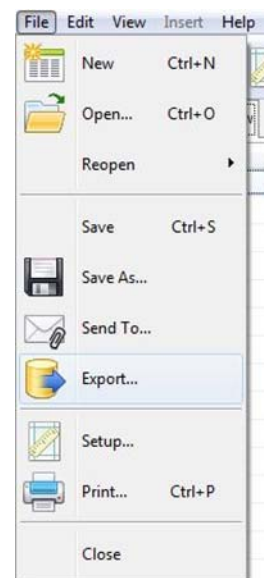 File Edit View Insert Help
New Ctrl+N
Open... Ctrl+O
Reopen
Save Ctrl+S
Save As...
Send To...
Export...
Setup...
Print... Ctrl+P
Close